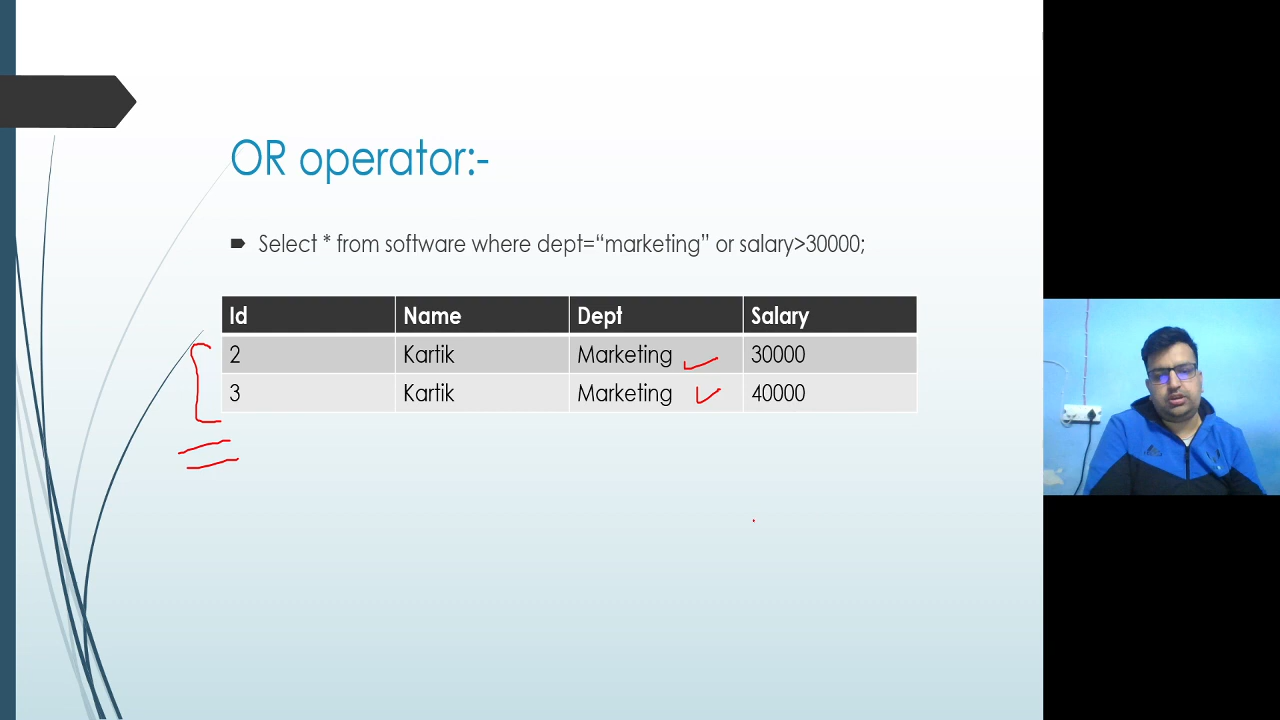 OR operator:-
Select * from software where dept=“marketing” or salary>30000;
Id Name Dept Salary
2 Kartik Marketing 30000
3 Kartik Marketing 40000